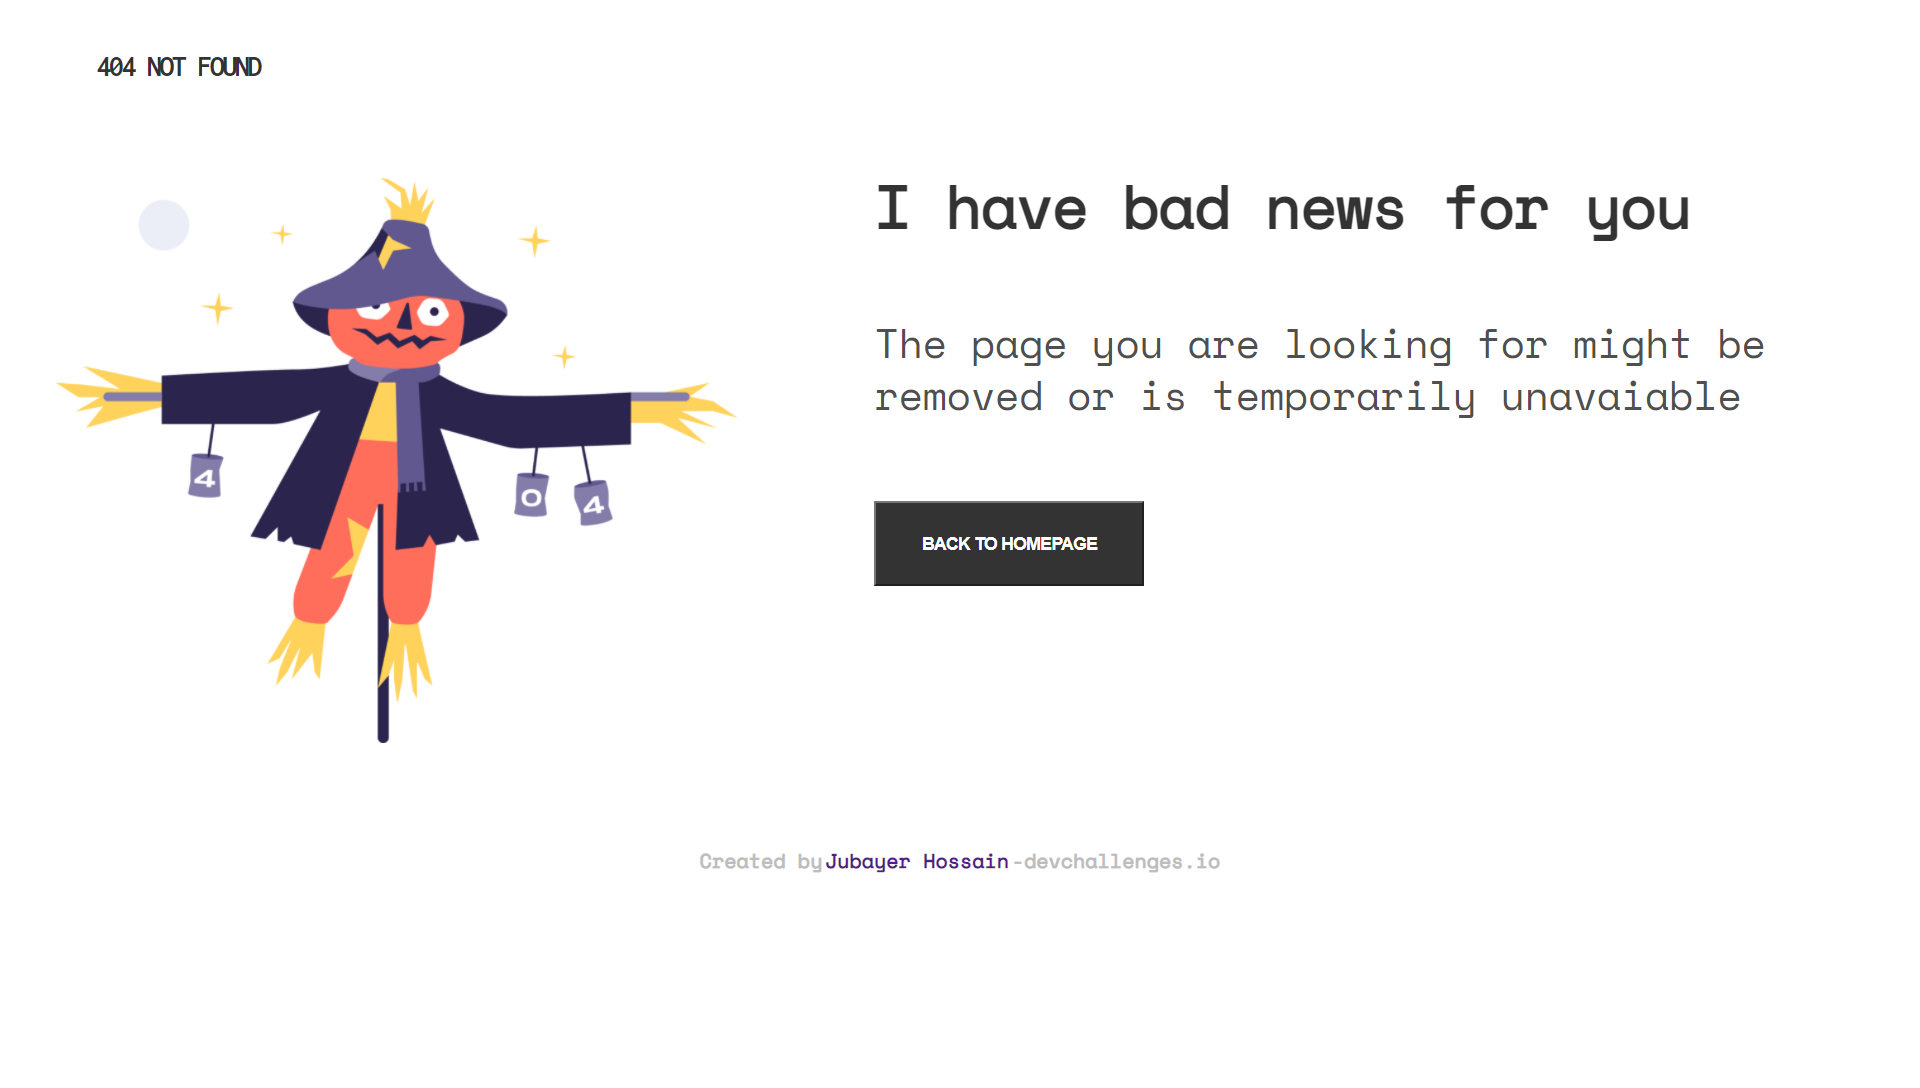 404 NOT FOUND
I have bad news for you
The page you are looking for might be
removed or is temporarily unavaiable
4
0
4
BACK TO HOMEPAGE
Created by Jubayer Hossain -devchallenges.io